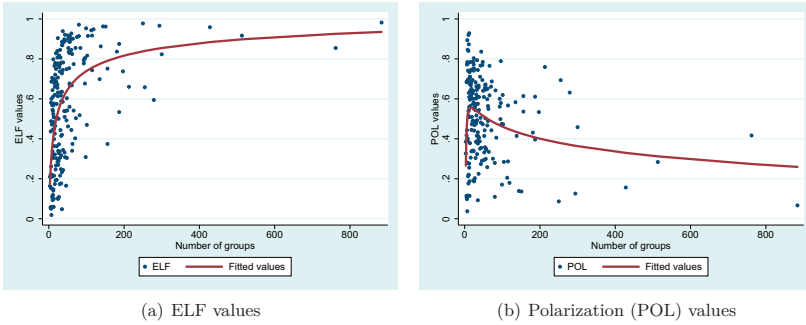 ELF values
1
.8
.6
.4
.2
0
0 200 400 600 800
Number of groups
ELF Fitted values
(a) ELF values
POL values
1
.8
.6
.4
.2
0
0 200 400 600 800
Number of groups
POL Fitted values
(b) Polarization (POL) values